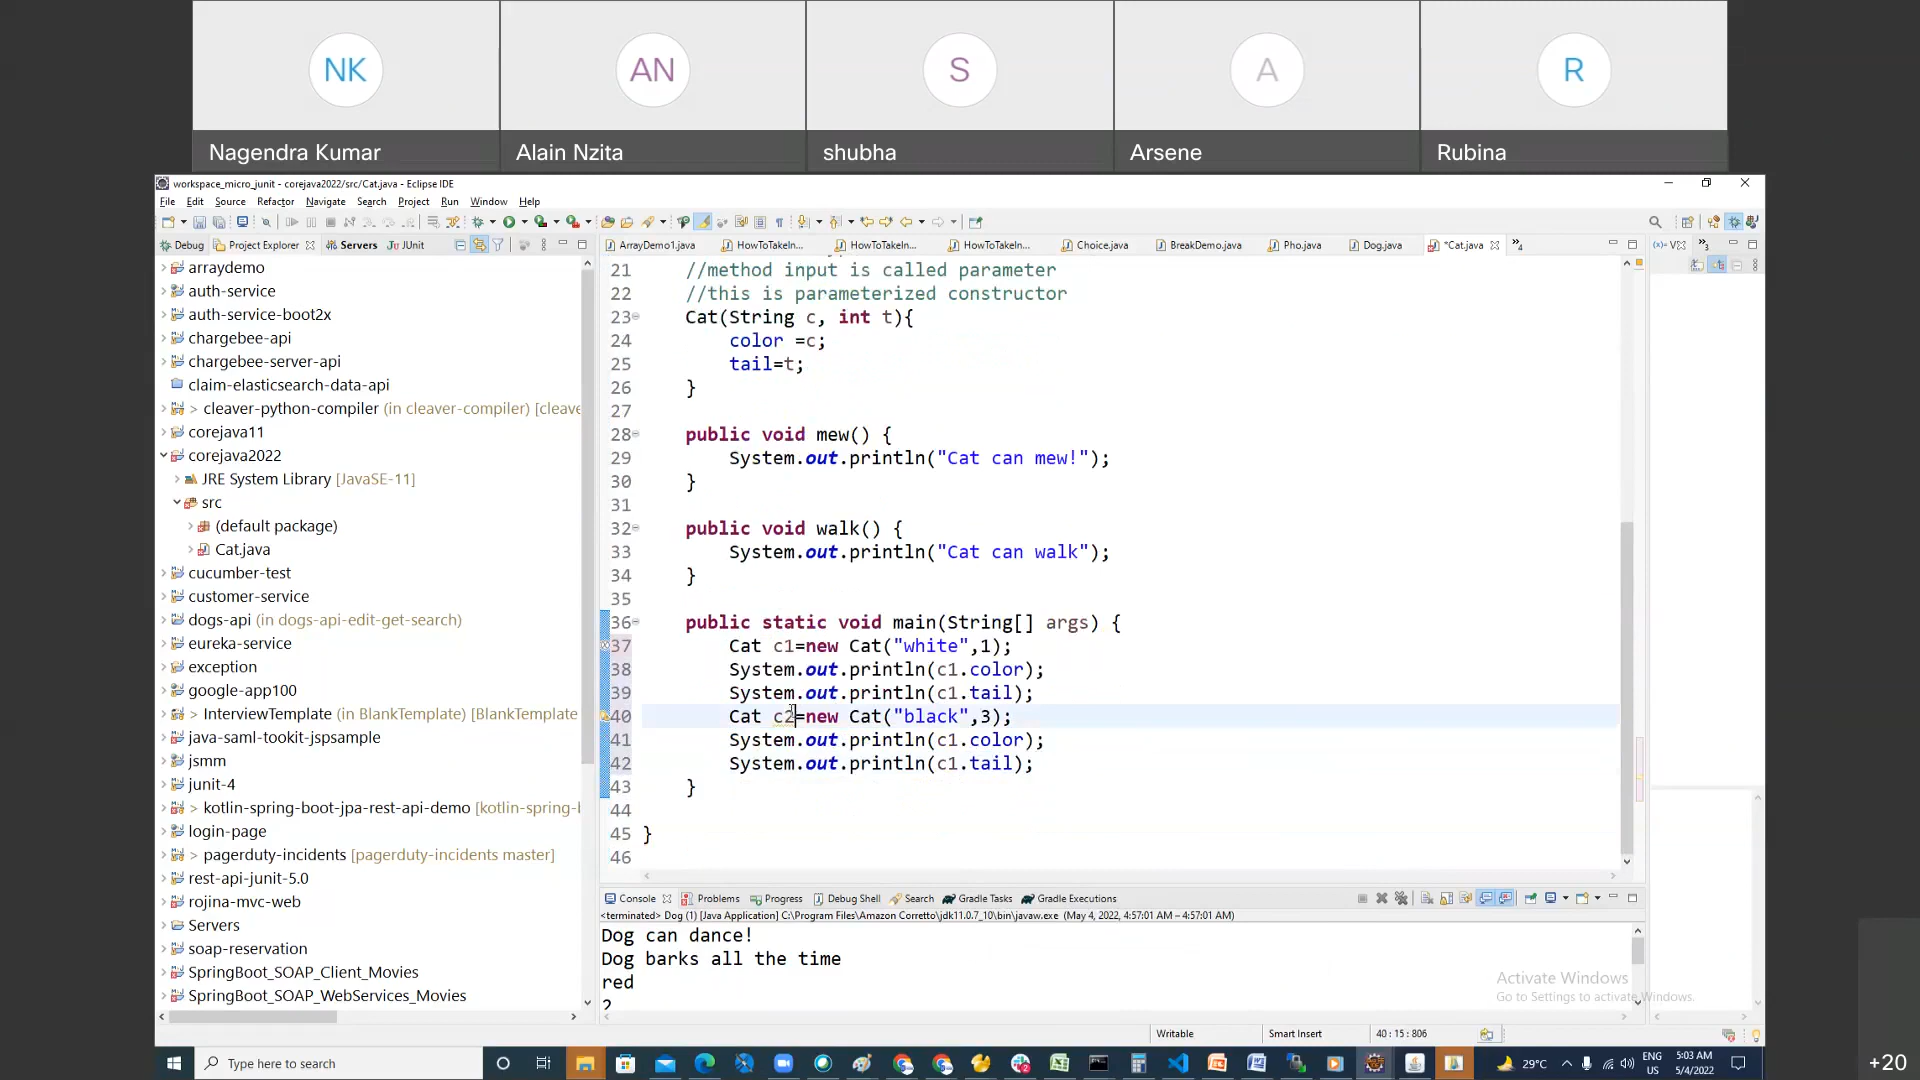 NK
AN
S
A
R
Nagendra Kumar
Alain Nzita
shubha
Arsene
Rubina
workspace_micro_junit - corejava2022/src/Cat.java - Eclipse IDE
File Edit Source Refactor Navigate Search Project Run Window Help
Debug Project Explorer Servers JUnit
ArrayDemo1.java HowToTakeIn... HowToTakeIn... HowToTakeIn... Choice.java BreakDemo.java Pho.java Dog.java *Cat.java
arraydemo
auth-service
auth-service-boot2x
chargebee-api
chargebee-server-api
claim-elasticsearch-data-api
> cleaver-python-compiler (in cleaver-compiler) [cleave
corejava11
corejava2022
JRE System Library [JavaSE-11]
src
(default package)
Cat.java
cucumber-test
customer-service
dogs-api (in dogs-api-edit-get-search)
eureka-service
exception
google-app100
> InterviewTemplate (in BlankTemplate) [BlankTemplate
java-saml-tookit-jspsample
jsmm
junit-4
> kotlin-spring-boot-jpa-rest-api-demo [kotlin-spring-b
login-page
> pagerduty-incidents [pagerduty-incidents master]
rest-api-junit-5.0
rojina-mvc-web
Servers
soap-reservation
SpringBoot_SOAP_Client_Movies
SpringBoot_SOAP_WebServices_Movies
21 //method input is called parameter
22 //this is parameterized constructor
23 Cat(String c, int t){
24 color =c;
25 tail=t;
26 }
27
28 public void mew() {
29 System.out.println("Cat can mew!");
30 }
31
32 public void walk() {
33 System.out.println("Cat can walk");
34 }
35
36 public static void main(String[] args) {
37 Cat c1=new Cat("white",1);
38 System.out.println(c1.color);
39 System.out.println(c1.tail);
40 Cat c2=new Cat("black",3);
41 System.out.println(c1.color);
42 System.out.println(c1.tail);
43 }
44
45 }
46
Console Problems Progress Debug Shell Search Gradle Tasks Gradle Executions
<terminated> Dog (1) [Java Application] C:\Program Files\Amazon Corretto\jdk11.0.7_10\bin\javaw.exe (May 4, 2022, 4:57:01 AM – 4:57:01 AM)
Dog can dance!
Dog barks all the time
red
2
Activate Windows
Go to Settings to activate Windows.
Writable Smart Insert 40 : 15 : 806
Type here to search
29°C
ENG
US
5:03 AM
5/4/2022
+20